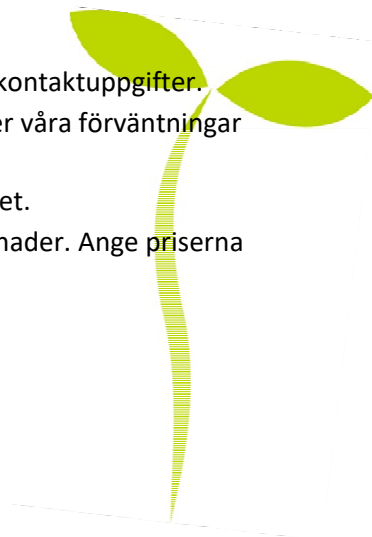 kontaktuppgifter.
er våra förväntningar
et.
nader. Ange priserna